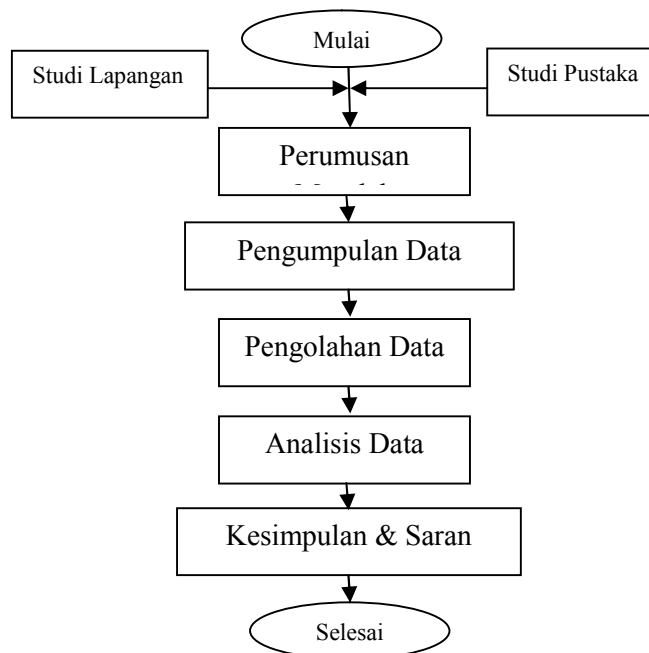 Mulai
Studi Lapangan
Studi Pustaka
Perumusan
Pengumpulan Data
Pengolahan Data
Analisis Data
Kesimpulan & Saran
Selesai